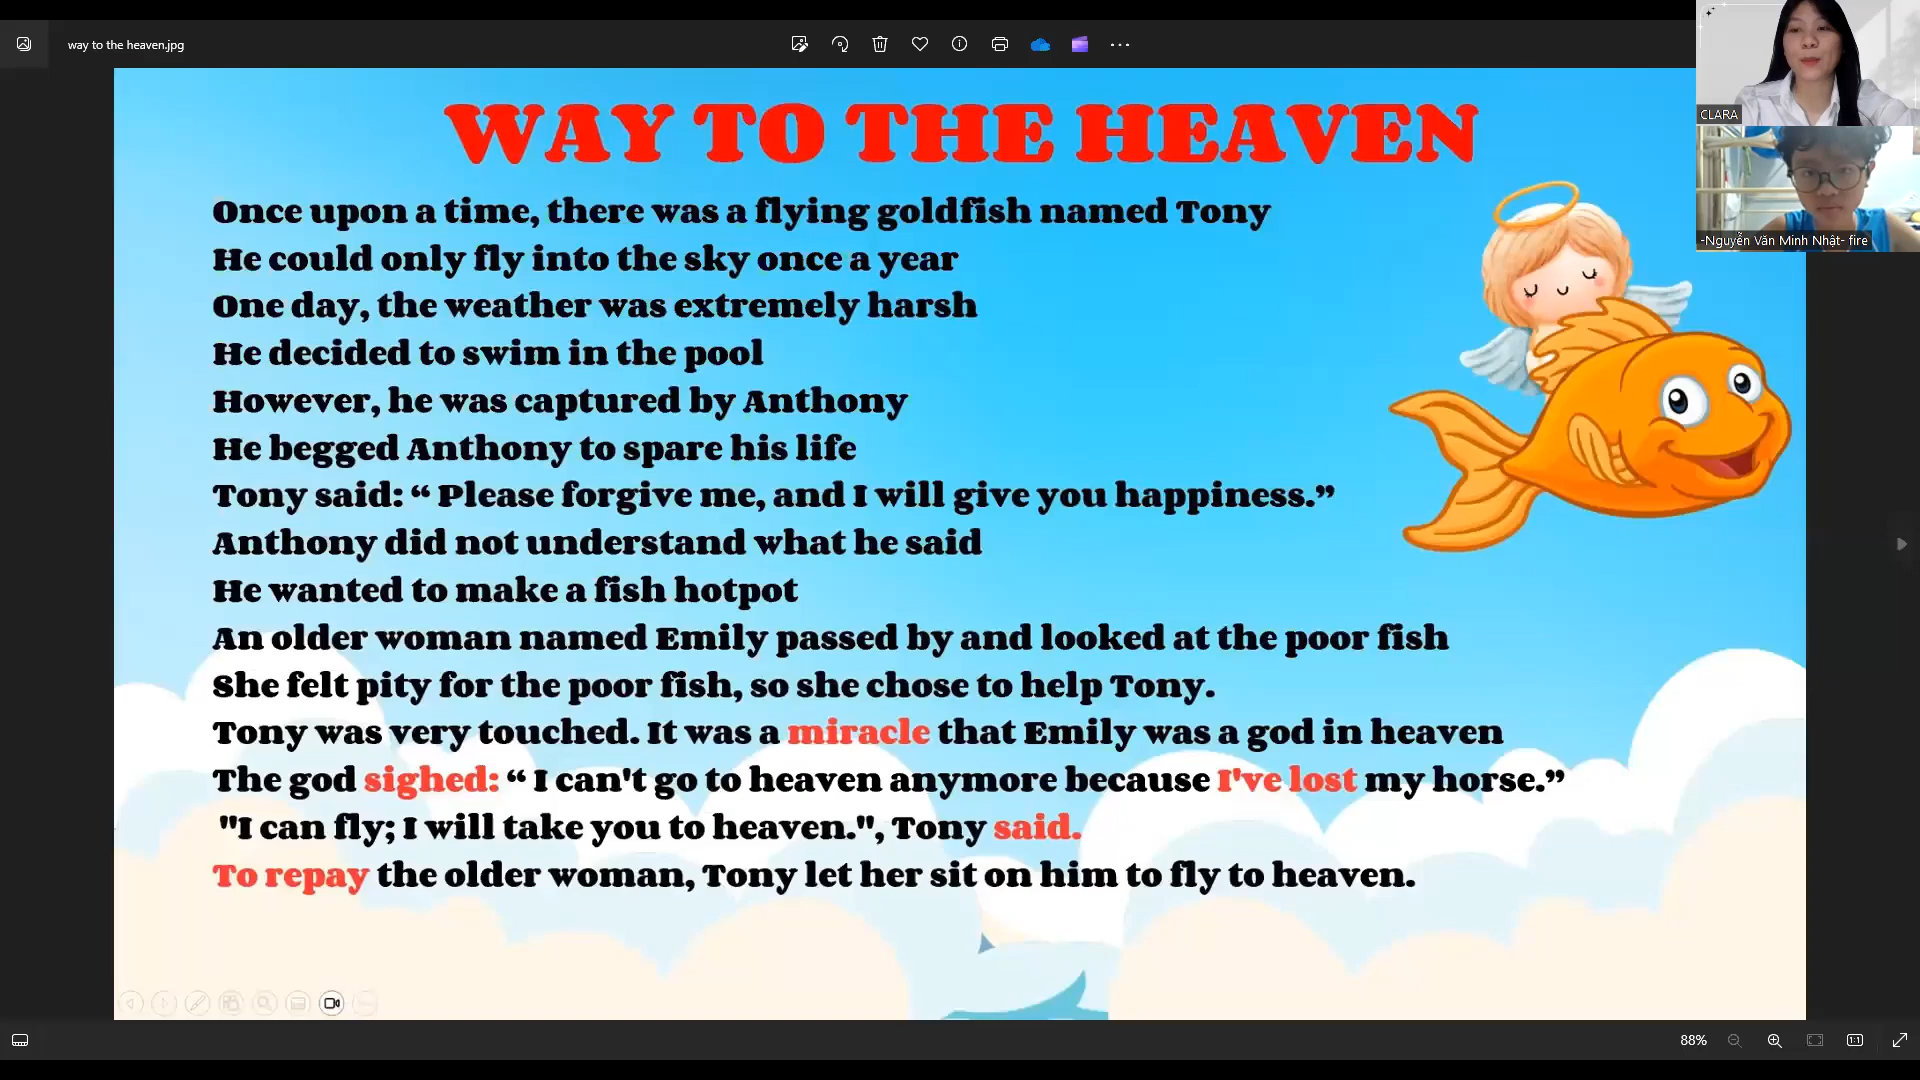 way to the heaven.jpg
CLARA
-Nguyễn Văn Minh Nhật- fire
WAY TO THE HEAVEN
Once upon a time, there was a flying goldfish named Tony
He could only fly into the sky once a year
One day, the weather was extremely harsh
He decided to swim in the pool
However, he was captured by Anthony
He begged Anthony to spare his life
Tony said: “ Please forgive me, and I will give you happiness.”
Anthony did not understand what he said
He wanted to make a fish hotpot
An older woman named Emily passed by and looked at the poor fish
She felt pity for the poor fish, so she chose to help Tony.
Tony was very touched. It was a miracle that Emily was a god in heaven
The god sighed: “ I can't go to heaven anymore because I've lost my horse.”
"I can fly; I will take you to heaven.", Tony said.
To repay the older woman, Tony let her sit on him to fly to heaven.
88%
1:1